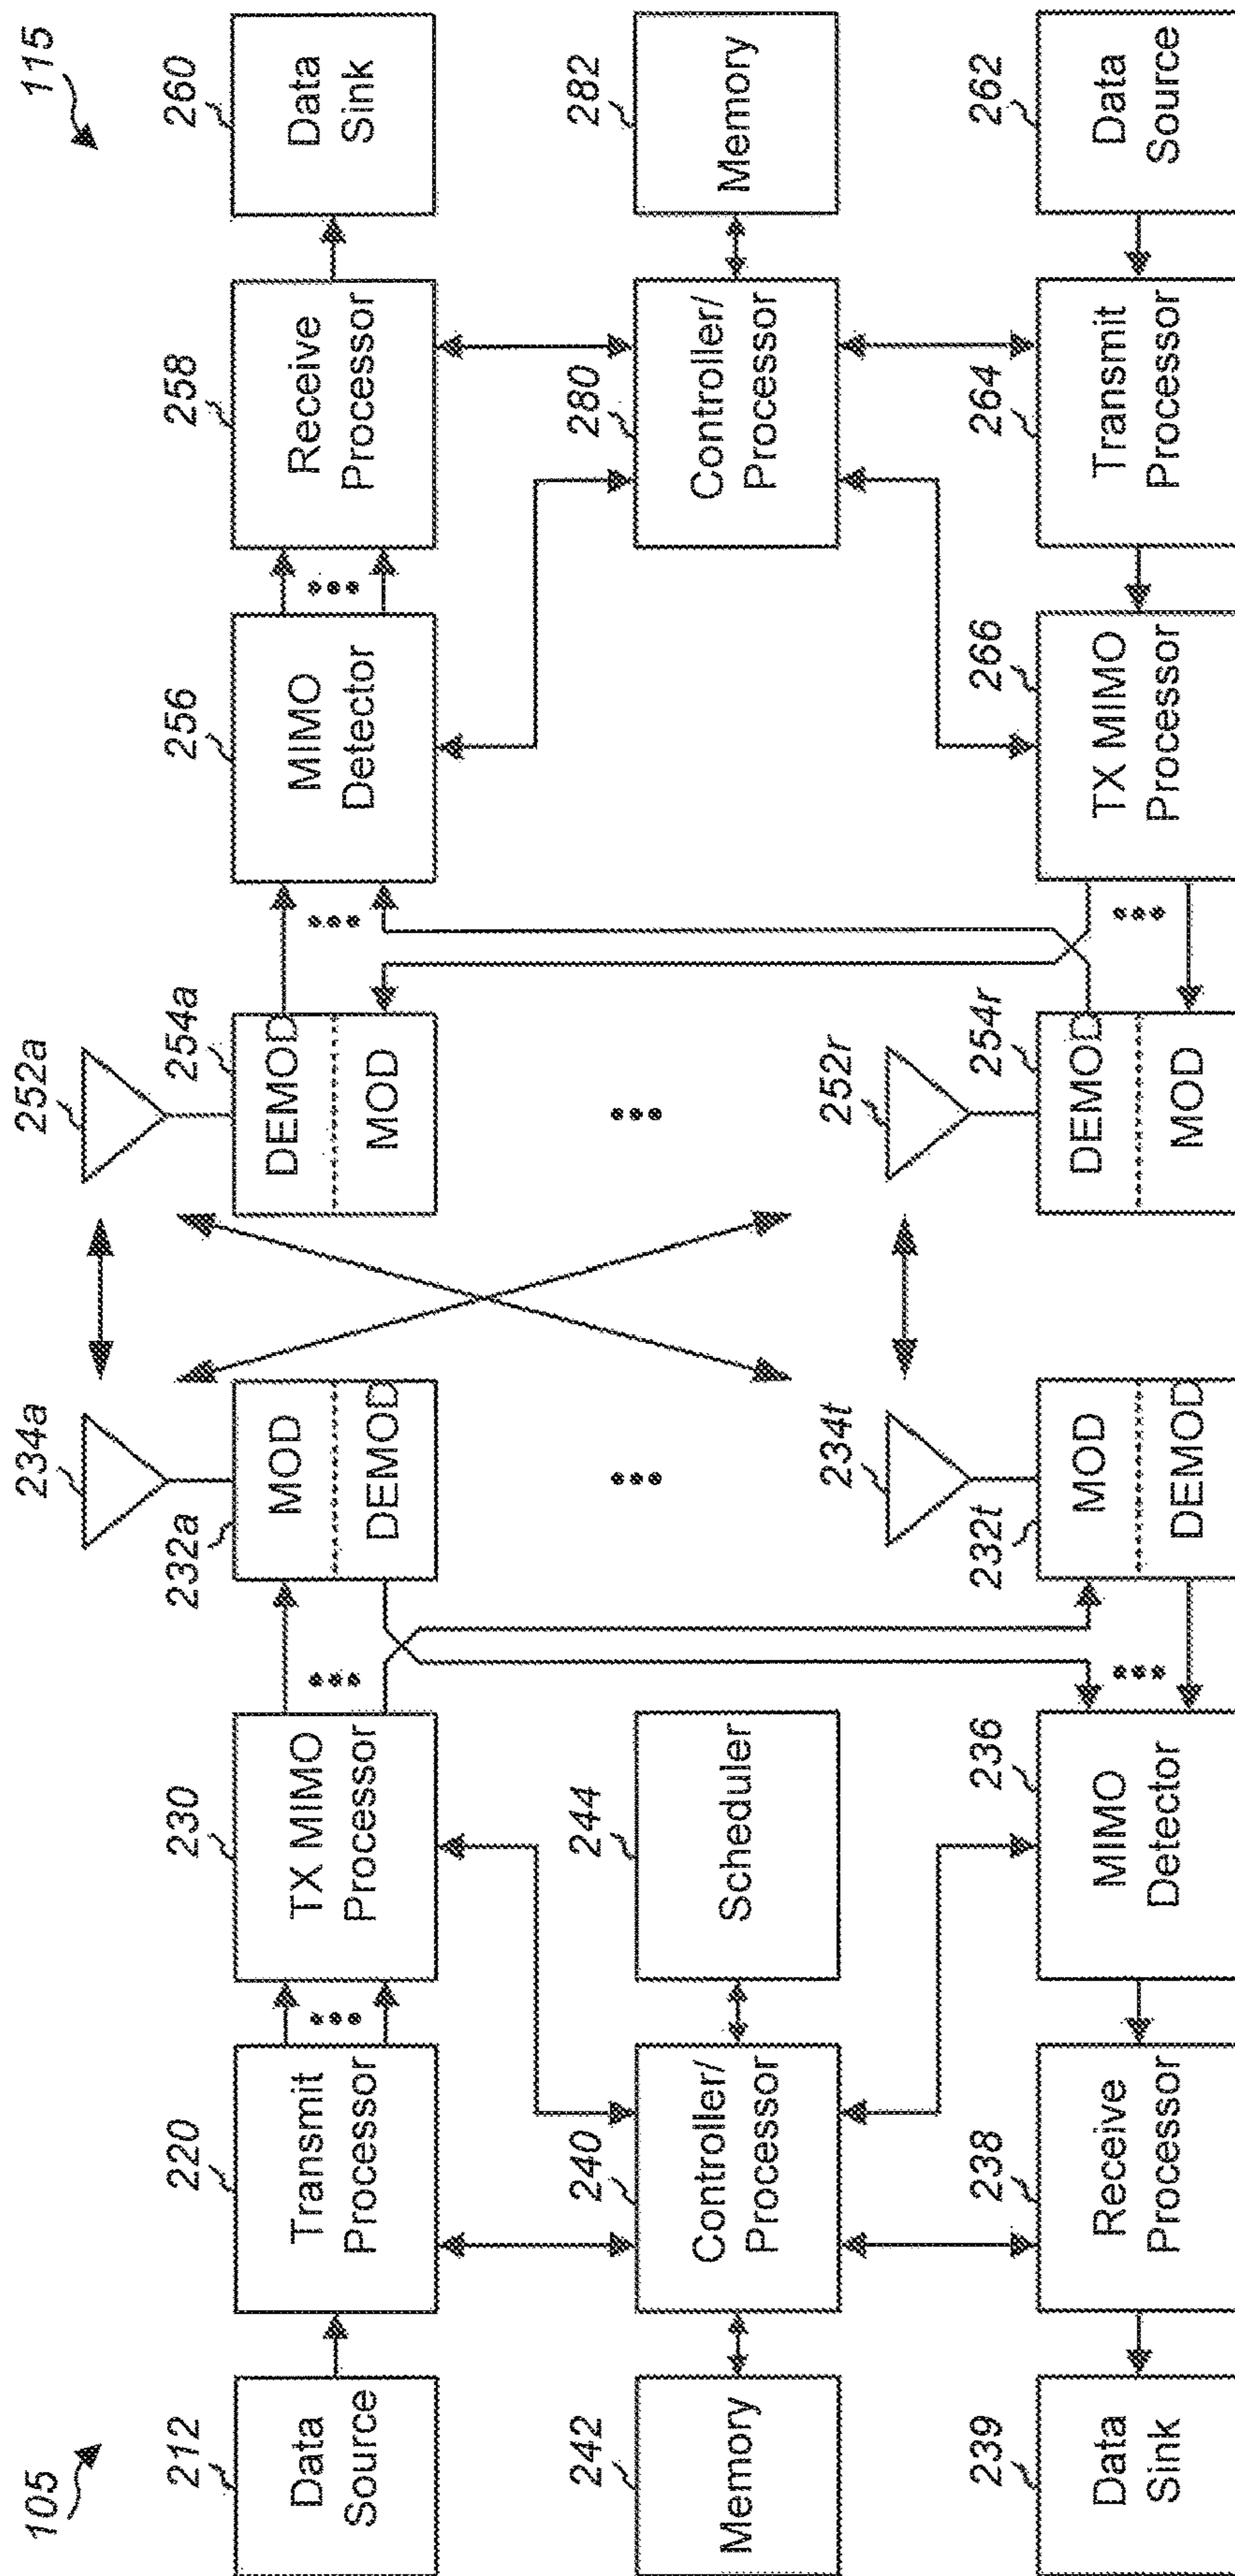 105
115
212
Data
Source
220
Transmit
Processor
230
TX MIMO
Processor
232a
MOD
DEMOD
234a
252a
254a
DEMOD
MOD
256
MIMO
Detector
258
Receive
Processor
260
Data
Sink
242
Memory
240
Controller/
Processor
244
Scheduler
280
Controller/
Processor
282
Memory
239
Data
Sink
238
Receive
Processor
236
MIMO
Detector
232t
MOD
DEMOD
234t
252r
254r
DEMOD
MOD
266
TX MIMO
Processor
264
Transmit
Processor
262
Data
Source